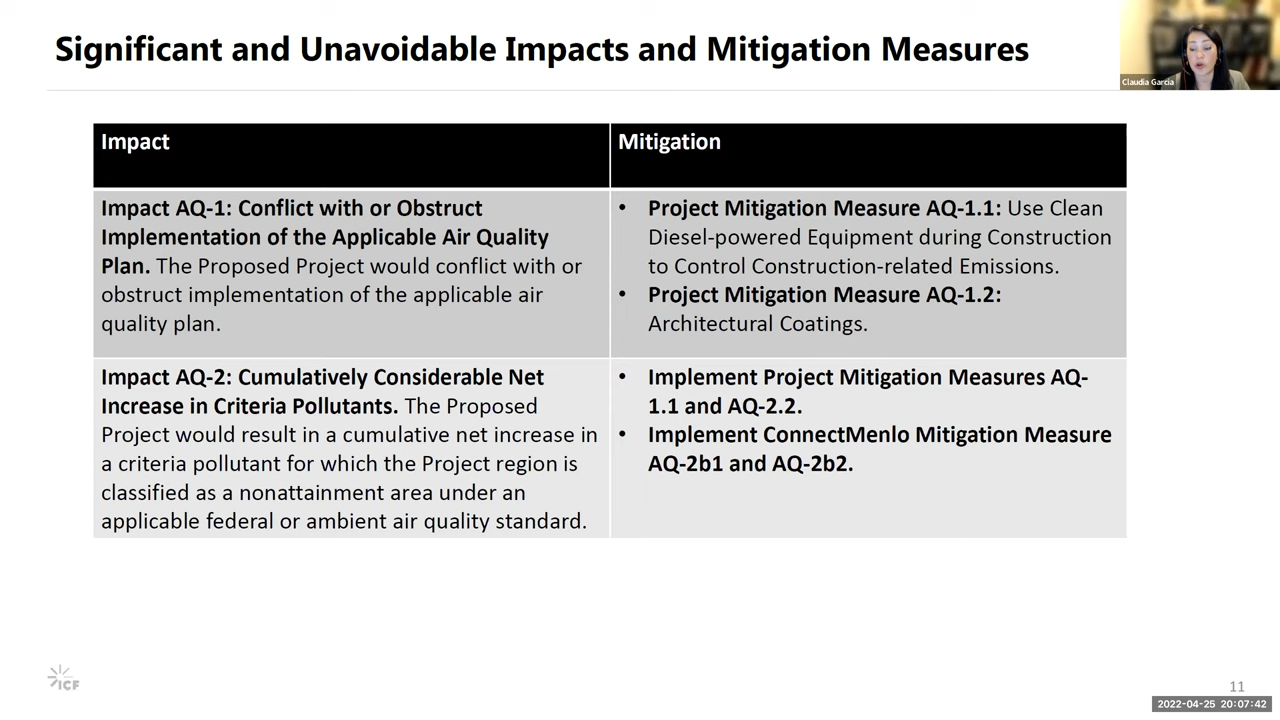 Significant and Unavoidable Impacts and Mitigation Measures
Claudia Garcia
Impact
Mitigation
Impact AQ-1: Conflict with or Obstruct
Implementation of the Applicable Air Quality
Plan. The Proposed Project would conflict with or
obstruct implementation of the applicable air
quality plan.
• Project Mitigation Measure AQ-1.1: Use Clean
Diesel-powered Equipment during Construction
to Control Construction-related Emissions.
• Project Mitigation Measure AQ-1.2:
Architectural Coatings.
Impact AQ-2: Cumulatively Considerable Net
Increase in Criteria Pollutants. The Proposed
Project would result in a cumulative net increase in
a criteria pollutant for which the Project region is
classified as a nonattainment area under an
applicable federal or ambient air quality standard.
• Implement Project Mitigation Measures AQ-
1.1 and AQ-2.2.
• Implement ConnectMenlo Mitigation Measure
AQ-2b1 and AQ-2b2.
ICF
11
2022-04-25 20:07:42